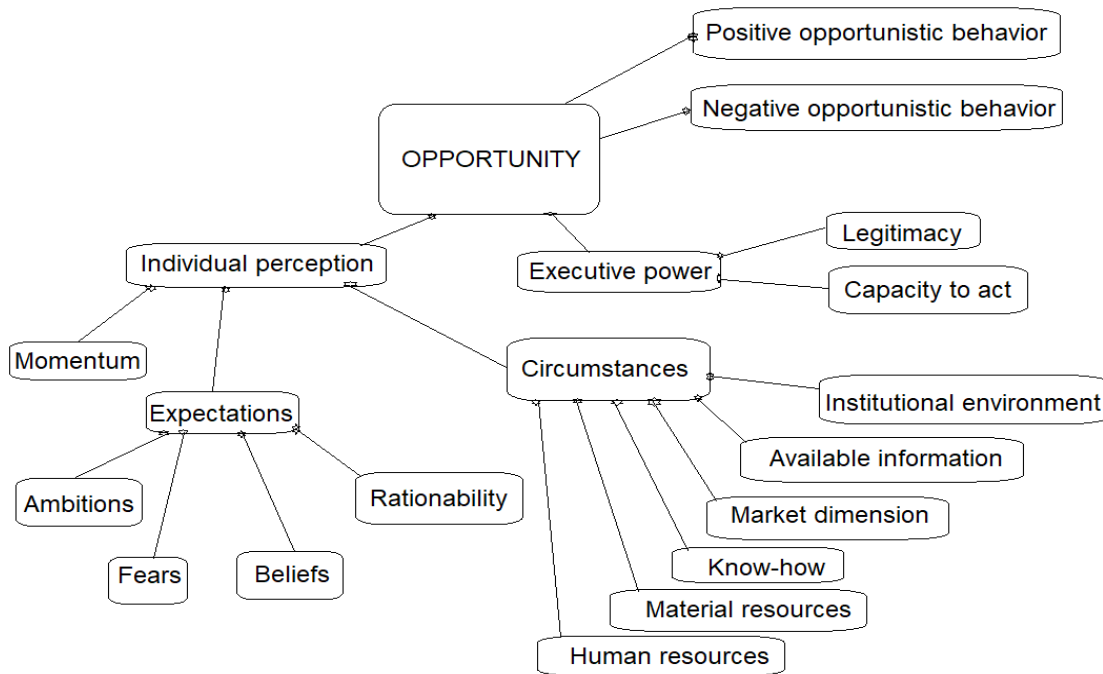 Positive opportunistic behavior
Negative opportunistic behavior
OPPORTUNITY
Legitimacy
Individual perception
Executive power
Capacity to act
Momentum
Circumstances
Expectations
Institutional environment
Available information
Ambitions
Rationability
Market dimension
Fears
Beliefs
Know-how
Material resources
Human resources